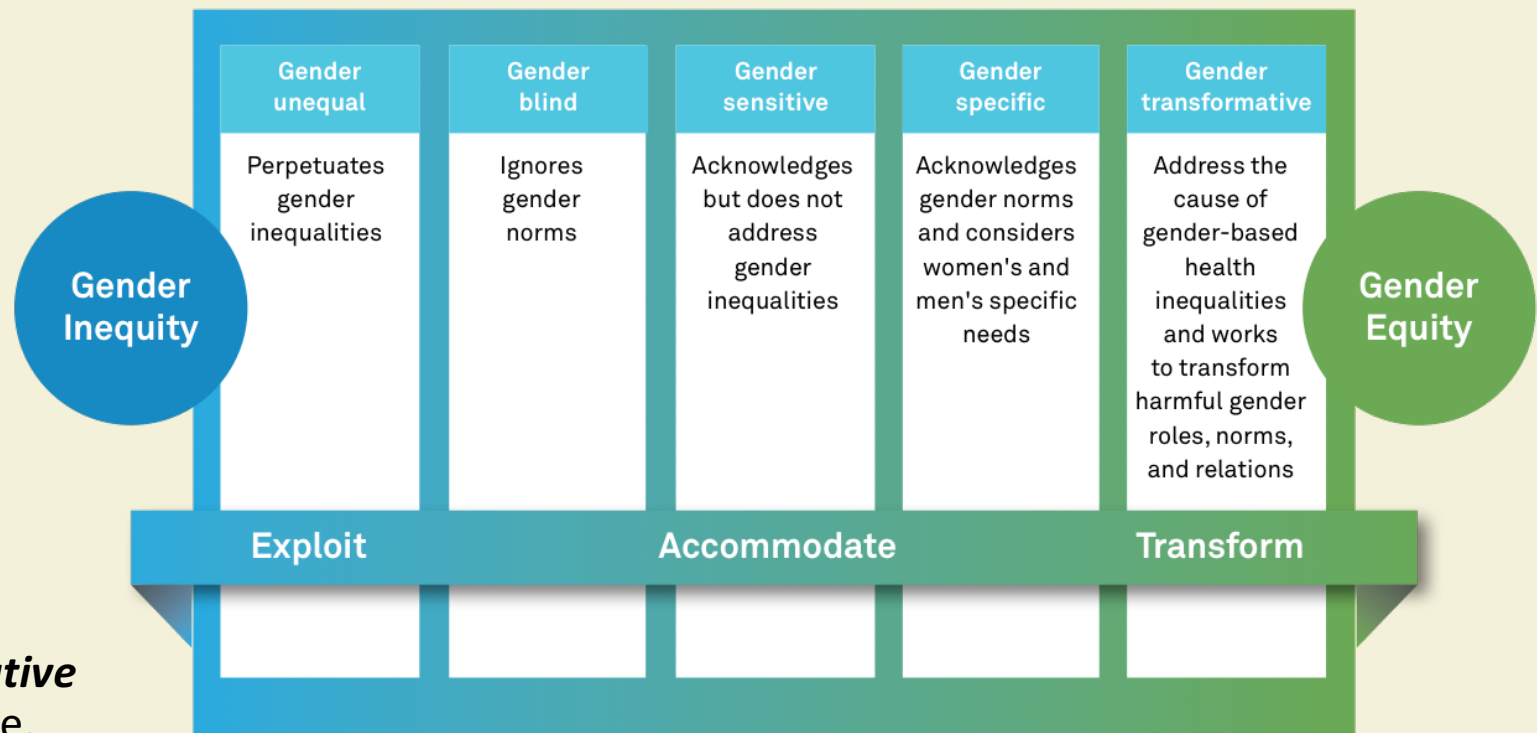 Gender
Inequity
Gender
unequal
Perpetuates
gender
inequalities
Gender
blind
Ignores
gender
norms
Gender
sensitive
Acknowledges
but does not
address
gender
inequalities
Gender
specific
Acknowledges
gender norms
and considers
women's and
men's specific
needs
Gender
transformative
Address the
cause of
gender-based
health
inequalities
and works
to transform
harmful gender
roles, norms,
and relations
Gender
Equity
Exploit
Accommodate
Transform